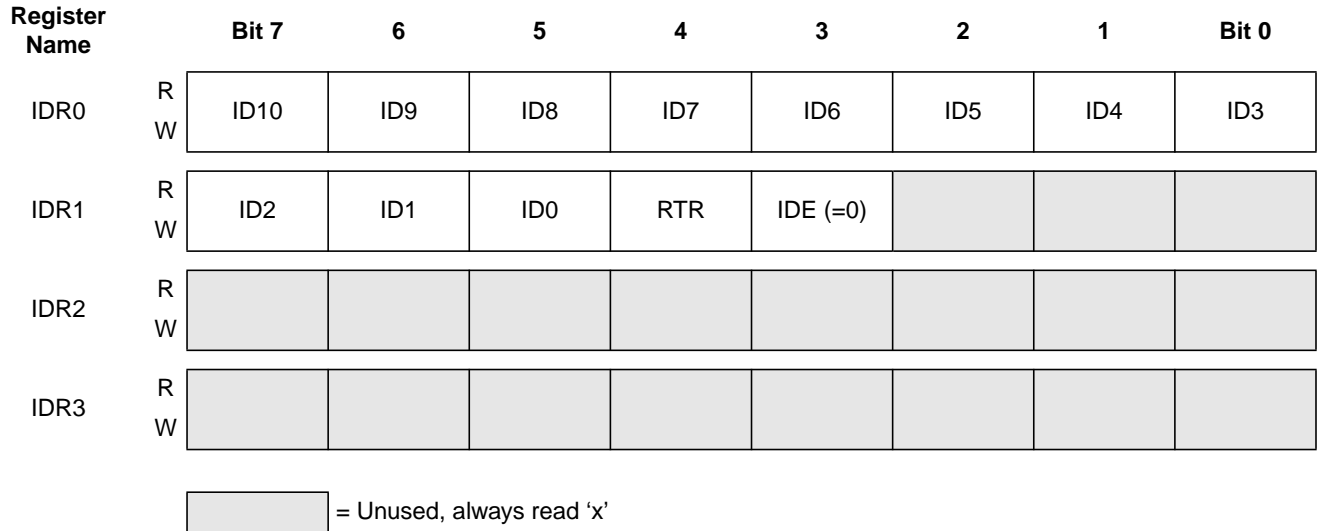 Register Name Bit 7 6 5 4 3 2 1 Bit 0
IDR0 R W ID10 ID9 ID8 ID7 ID6 ID5 ID4 ID3
IDR1 R W ID2 ID1 ID0 RTR IDE (=0)
IDR2 R W
IDR3 R W
= Unused, always read ‘x’